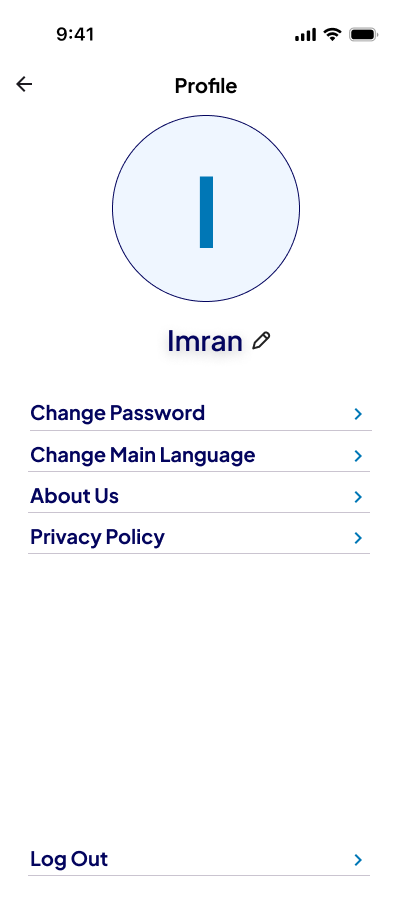 9:41
Profile
I
Imran
Change Password
Change Main Language
About Us
Privacy Policy
Log Out